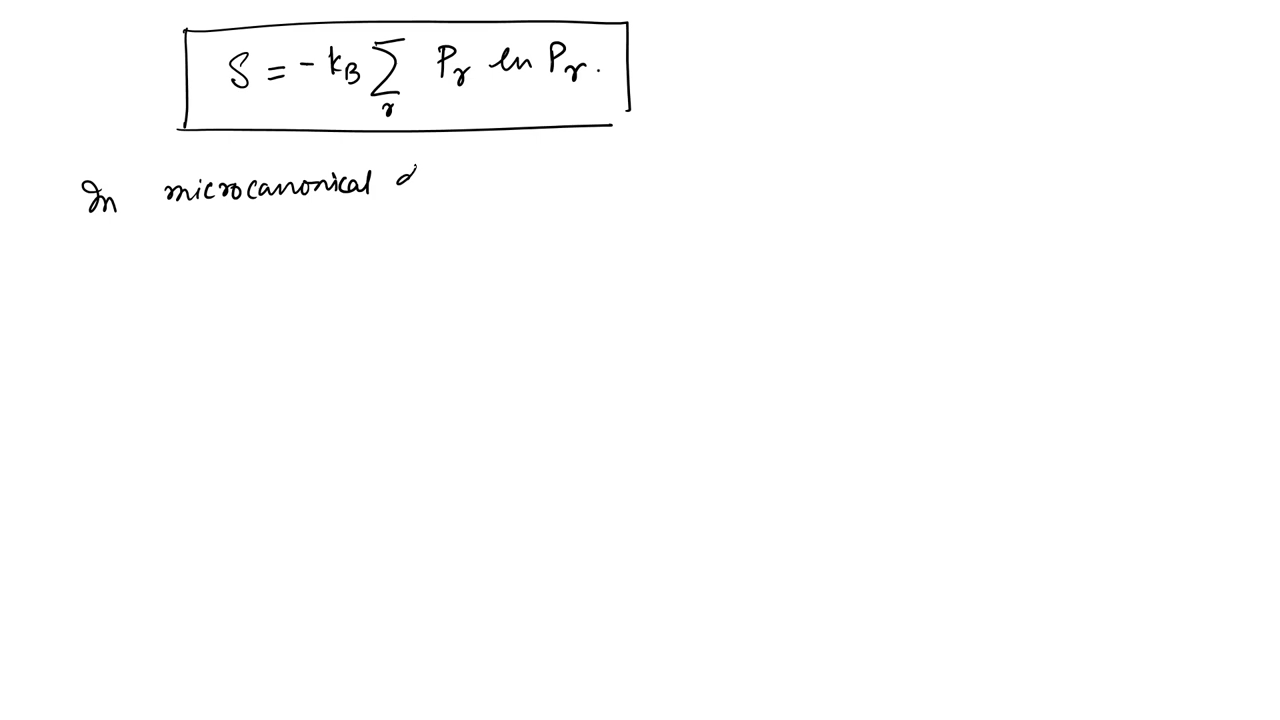 S = - k_B ∑_r P_r ln P_r.
In microcanonical